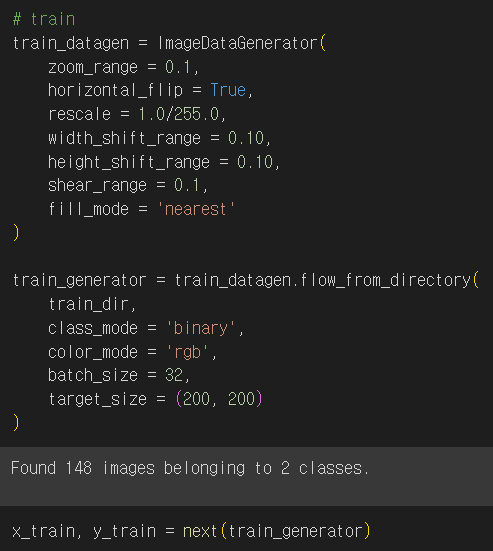 # train
train_datagen = ImageDataGenerator(
    zoom_range = 0.1,
    horizontal_flip = True,
    rescale = 1.0/255.0,
    width_shift_range = 0.10,
    height_shift_range = 0.10,
    shear_range = 0.1,
    fill_mode = 'nearest'
)
train_generator = train_datagen.flow_from_directory(
    train_dir,
    class_mode = 'binary',
    color_mode = 'rgb',
    batch_size = 32,
    target_size = (200, 200)
)
Found 148 images belonging to 2 classes.
x_train, y_train = next(train_generator)